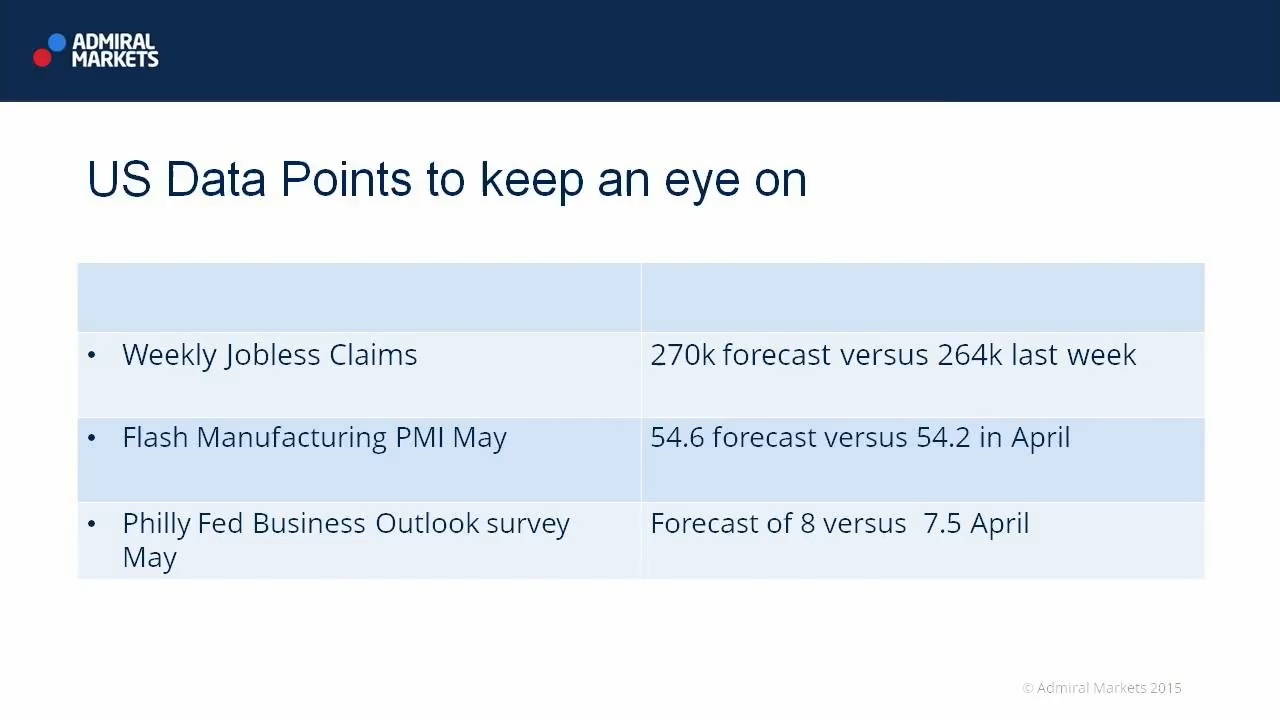 ADMIRAL
MARKETS
US Data Points to keep an eye on
• Weekly Jobless Claims
270k forecast versus 264k last week
• Flash Manufacturing PMI May
54.6 forecast versus 54.2 in April
• Philly Fed Business Outlook survey
May
Forecast of 8 versus  7.5 April
© Admiral Markets 2015